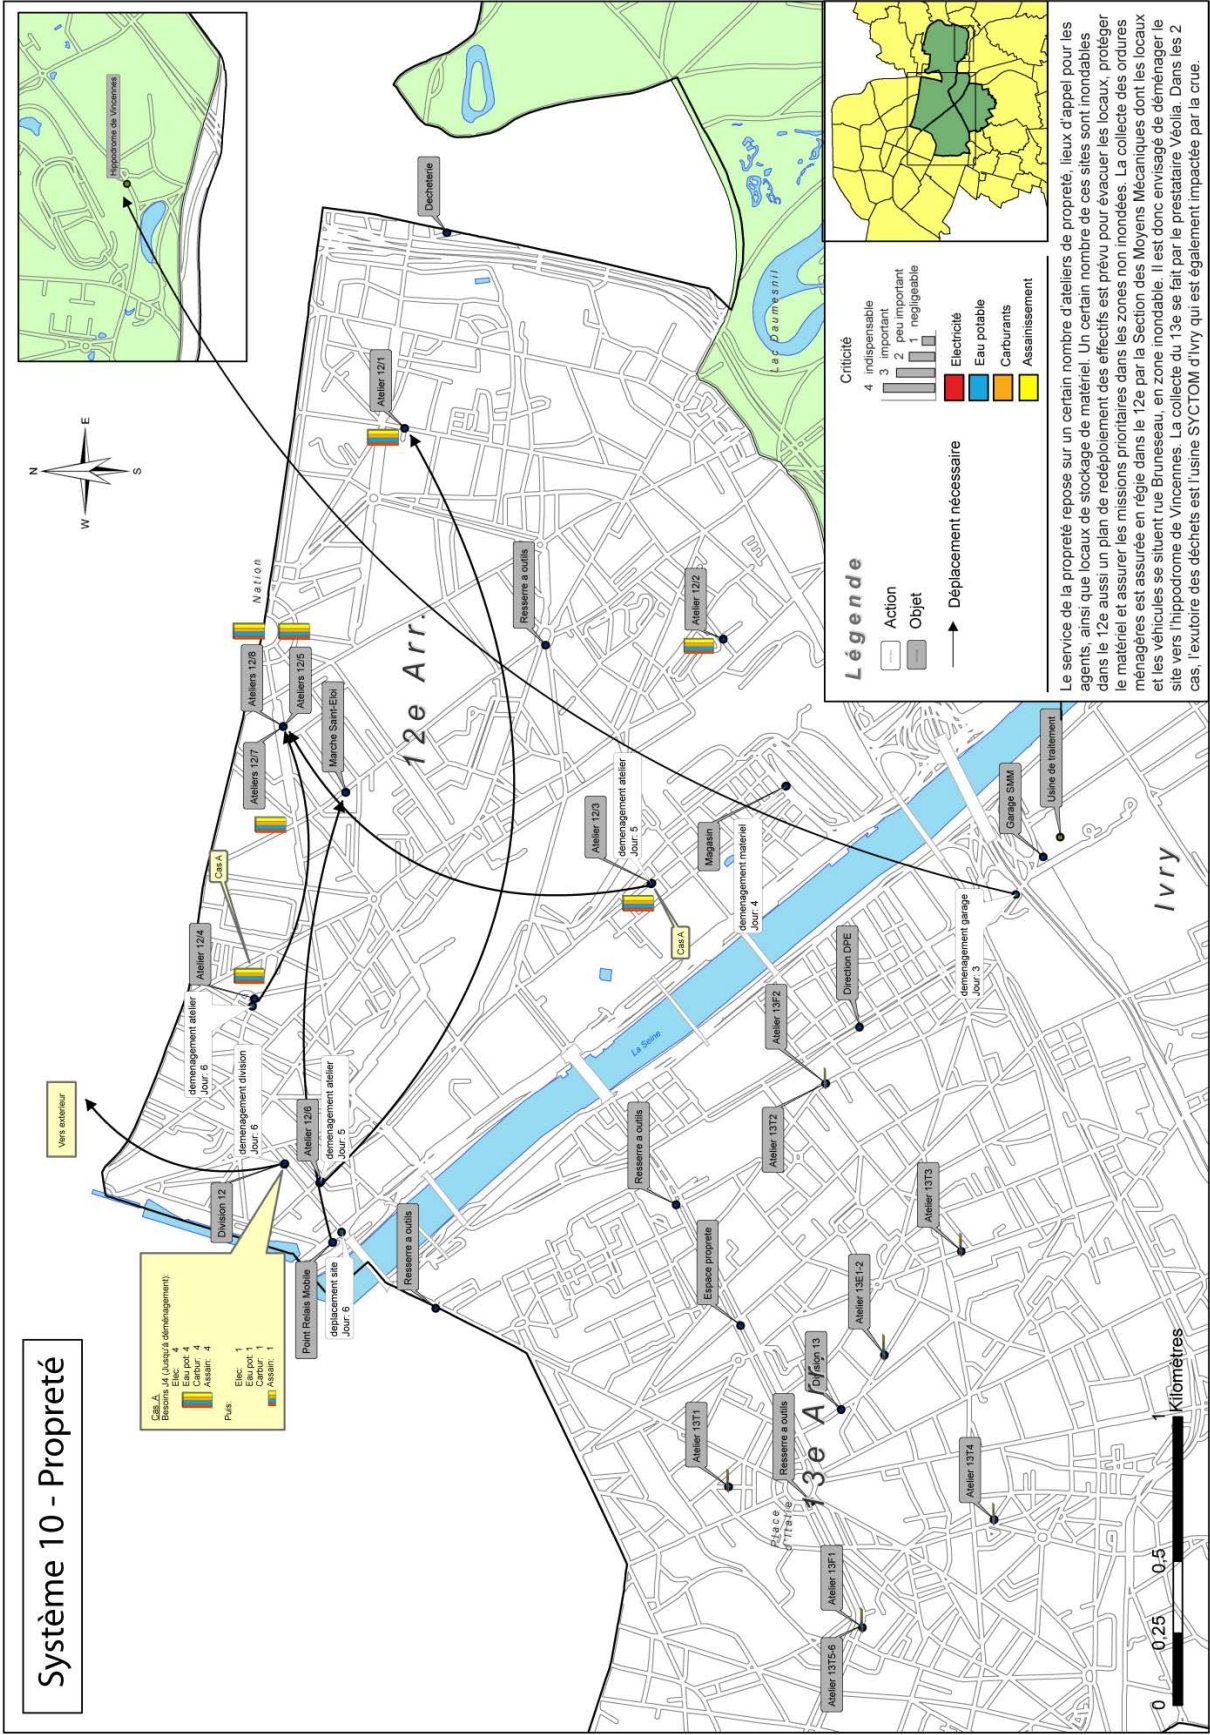 Système 10 - Propreté
Vers exterieur
Cas A
Besoins J4 (Jusqu'à déménagement):
Elec: 4
Eau pot: 4
Carbur: 4
Assain: 4
Puis:
Elec: 1
Eau pot: 1
Carbur: 1
Assain: 1
Division 12
demenagement division
Jour: 6
Point Relais Mobile
deplacement site
Jour: 6
Atelier 12/6
demenagement atelier
Jour: 5
Resserre a outils
demenagement atelier
Jour: 6
Atelier 12/4
Cas A
Ateliers 12/7
Ateliers 12/8
Ateliers 12/5
Nation
Marche Saint-Eloi
12e Arr.
N
W
E
S
Hippodrome de Vincennes
Atelier 12/1
Decheterie
Resserre a outils
Atelier 12/2
Lac Daumesnil
Atelier 12/3
demenagement atelier
Jour: 5
Cas A
Magasin
demenagement materiel
Jour: 4
La Seine
Resserre a outils
Espace proprete
Atelier 13T1
Place d'Italie
Resserre a outils
13e Arr.
Division 13
Atelier 13E1-2
Atelier 13T2
Atelier 13F2
Direction DPE
Atelier 13T3
Atelier 13T4
Atelier 13F1
Atelier 13T5-6
demenagement garage
Jour: 3
Garage SMM
Usine de traitement
Ivry
0
0,25
0,5
1
Kilomètres
Légende
Action
Objet
Déplacement nécessaire
Criticité
4 indispensable
3 important
2 peu important
1 negligeable
Electricité
Eau potable
Carburants
Assainissement
Le service de la propreté repose sur un certain nombre d'ateliers de propreté, lieux d'appel pour les
agents, ainsi que locaux de stockage de matériel. Un certain nombre de ces sites sont inondables
dans le 12e aussi un plan de redéploiement des effectifs est prévu pour évacuer les locaux, protéger
le matériel et assurer les missions prioritaires dans les zones non inondées. La collecte des ordures
ménagères est assurée en régie dans le 12e par la Section des Moyens Mécaniques dont les locaux
et les véhicules se situent rue Bruneseau, en zone inondable. Il est donc envisagé de déménager le
site vers l'hippodrome de Vincennes. La collecte du 13e se fait par le prestataire Véolia. Dans les 2
cas, l'exutoire des déchets est l'usine SYCTOM d'Ivry qui est également impactée par la crue.